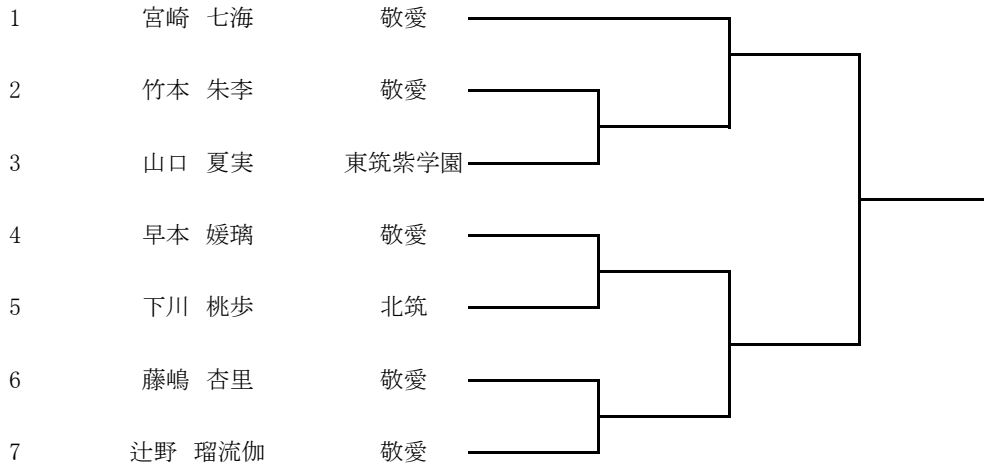 1 宮崎 七海 敬愛
2 竹本 朱李 敬愛
3 山口 夏実 東筑紫学園
4 早本 媛璃 敬愛
5 下川 桃歩 北筑
6 藤嶋 杏里 敬愛
7 辻野 瑠流伽 敬愛